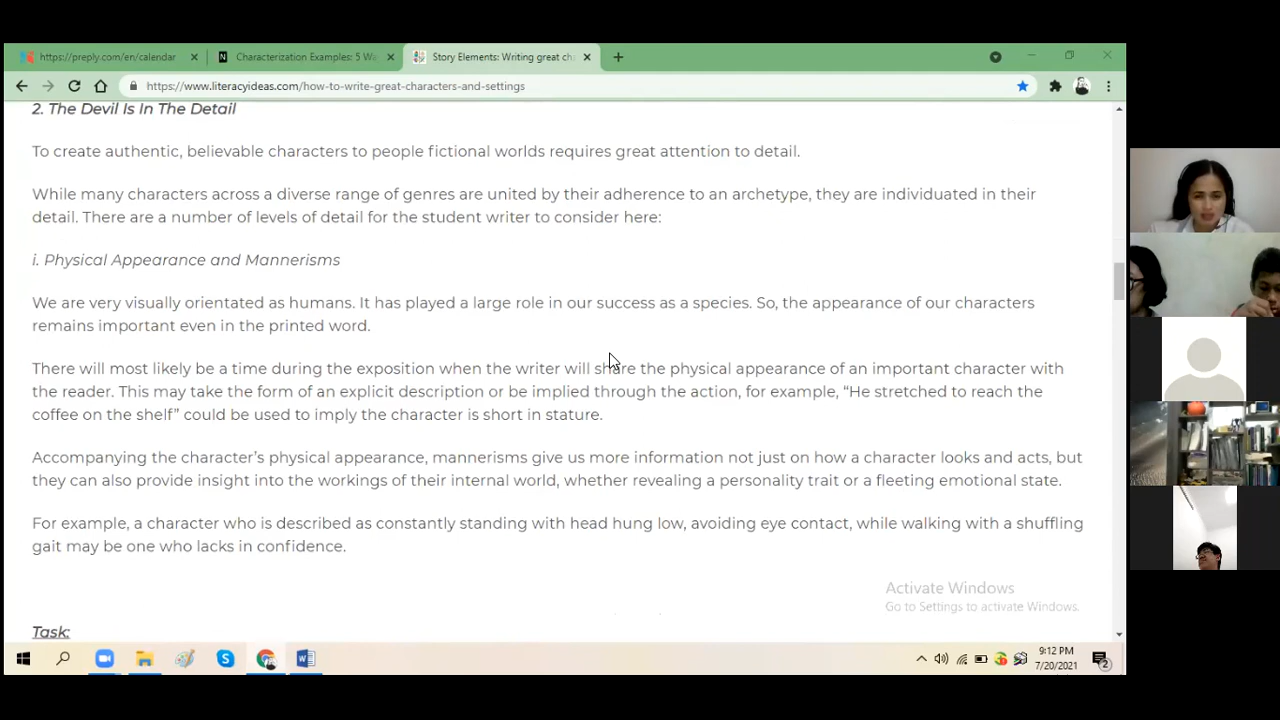 https://preply.com/en/calendar
Characterization Examples: 5 Wa
Story Elements: Writing great ch
https://www.literacyideas.com/how-to-write-great-characters-and-settings
2. The Devil Is In The Detail
To create authentic, believable characters to people fictional worlds requires great attention to detail.
While many characters across a diverse range of genres are united by their adherence to an archetype, they are individuated in their
detail. There are a number of levels of detail for the student writer to consider here:
i. Physical Appearance and Mannerisms
We are very visually orientated as humans. It has played a large role in our success as a species. So, the appearance of our characters
remains important even in the printed word.
There will most likely be a time during the exposition when the writer will share the physical appearance of an important character with
the reader. This may take the form of an explicit description or be implied through the action, for example, “He stretched to reach the
coffee on the shelf” could be used to imply the character is short in stature.
Accompanying the character’s physical appearance, mannerisms give us more information not just on how a character looks and acts, but
they can also provide insight into the workings of their internal world, whether revealing a personality trait or a fleeting emotional state.
For example, a character who is described as constantly standing with head hung low, avoiding eye contact, while walking with a shuffling
gait may be one who lacks in confidence.
Activate Windows
Go to Settings to activate Windows.
Task:
9:12 PM
7/20/2021
2